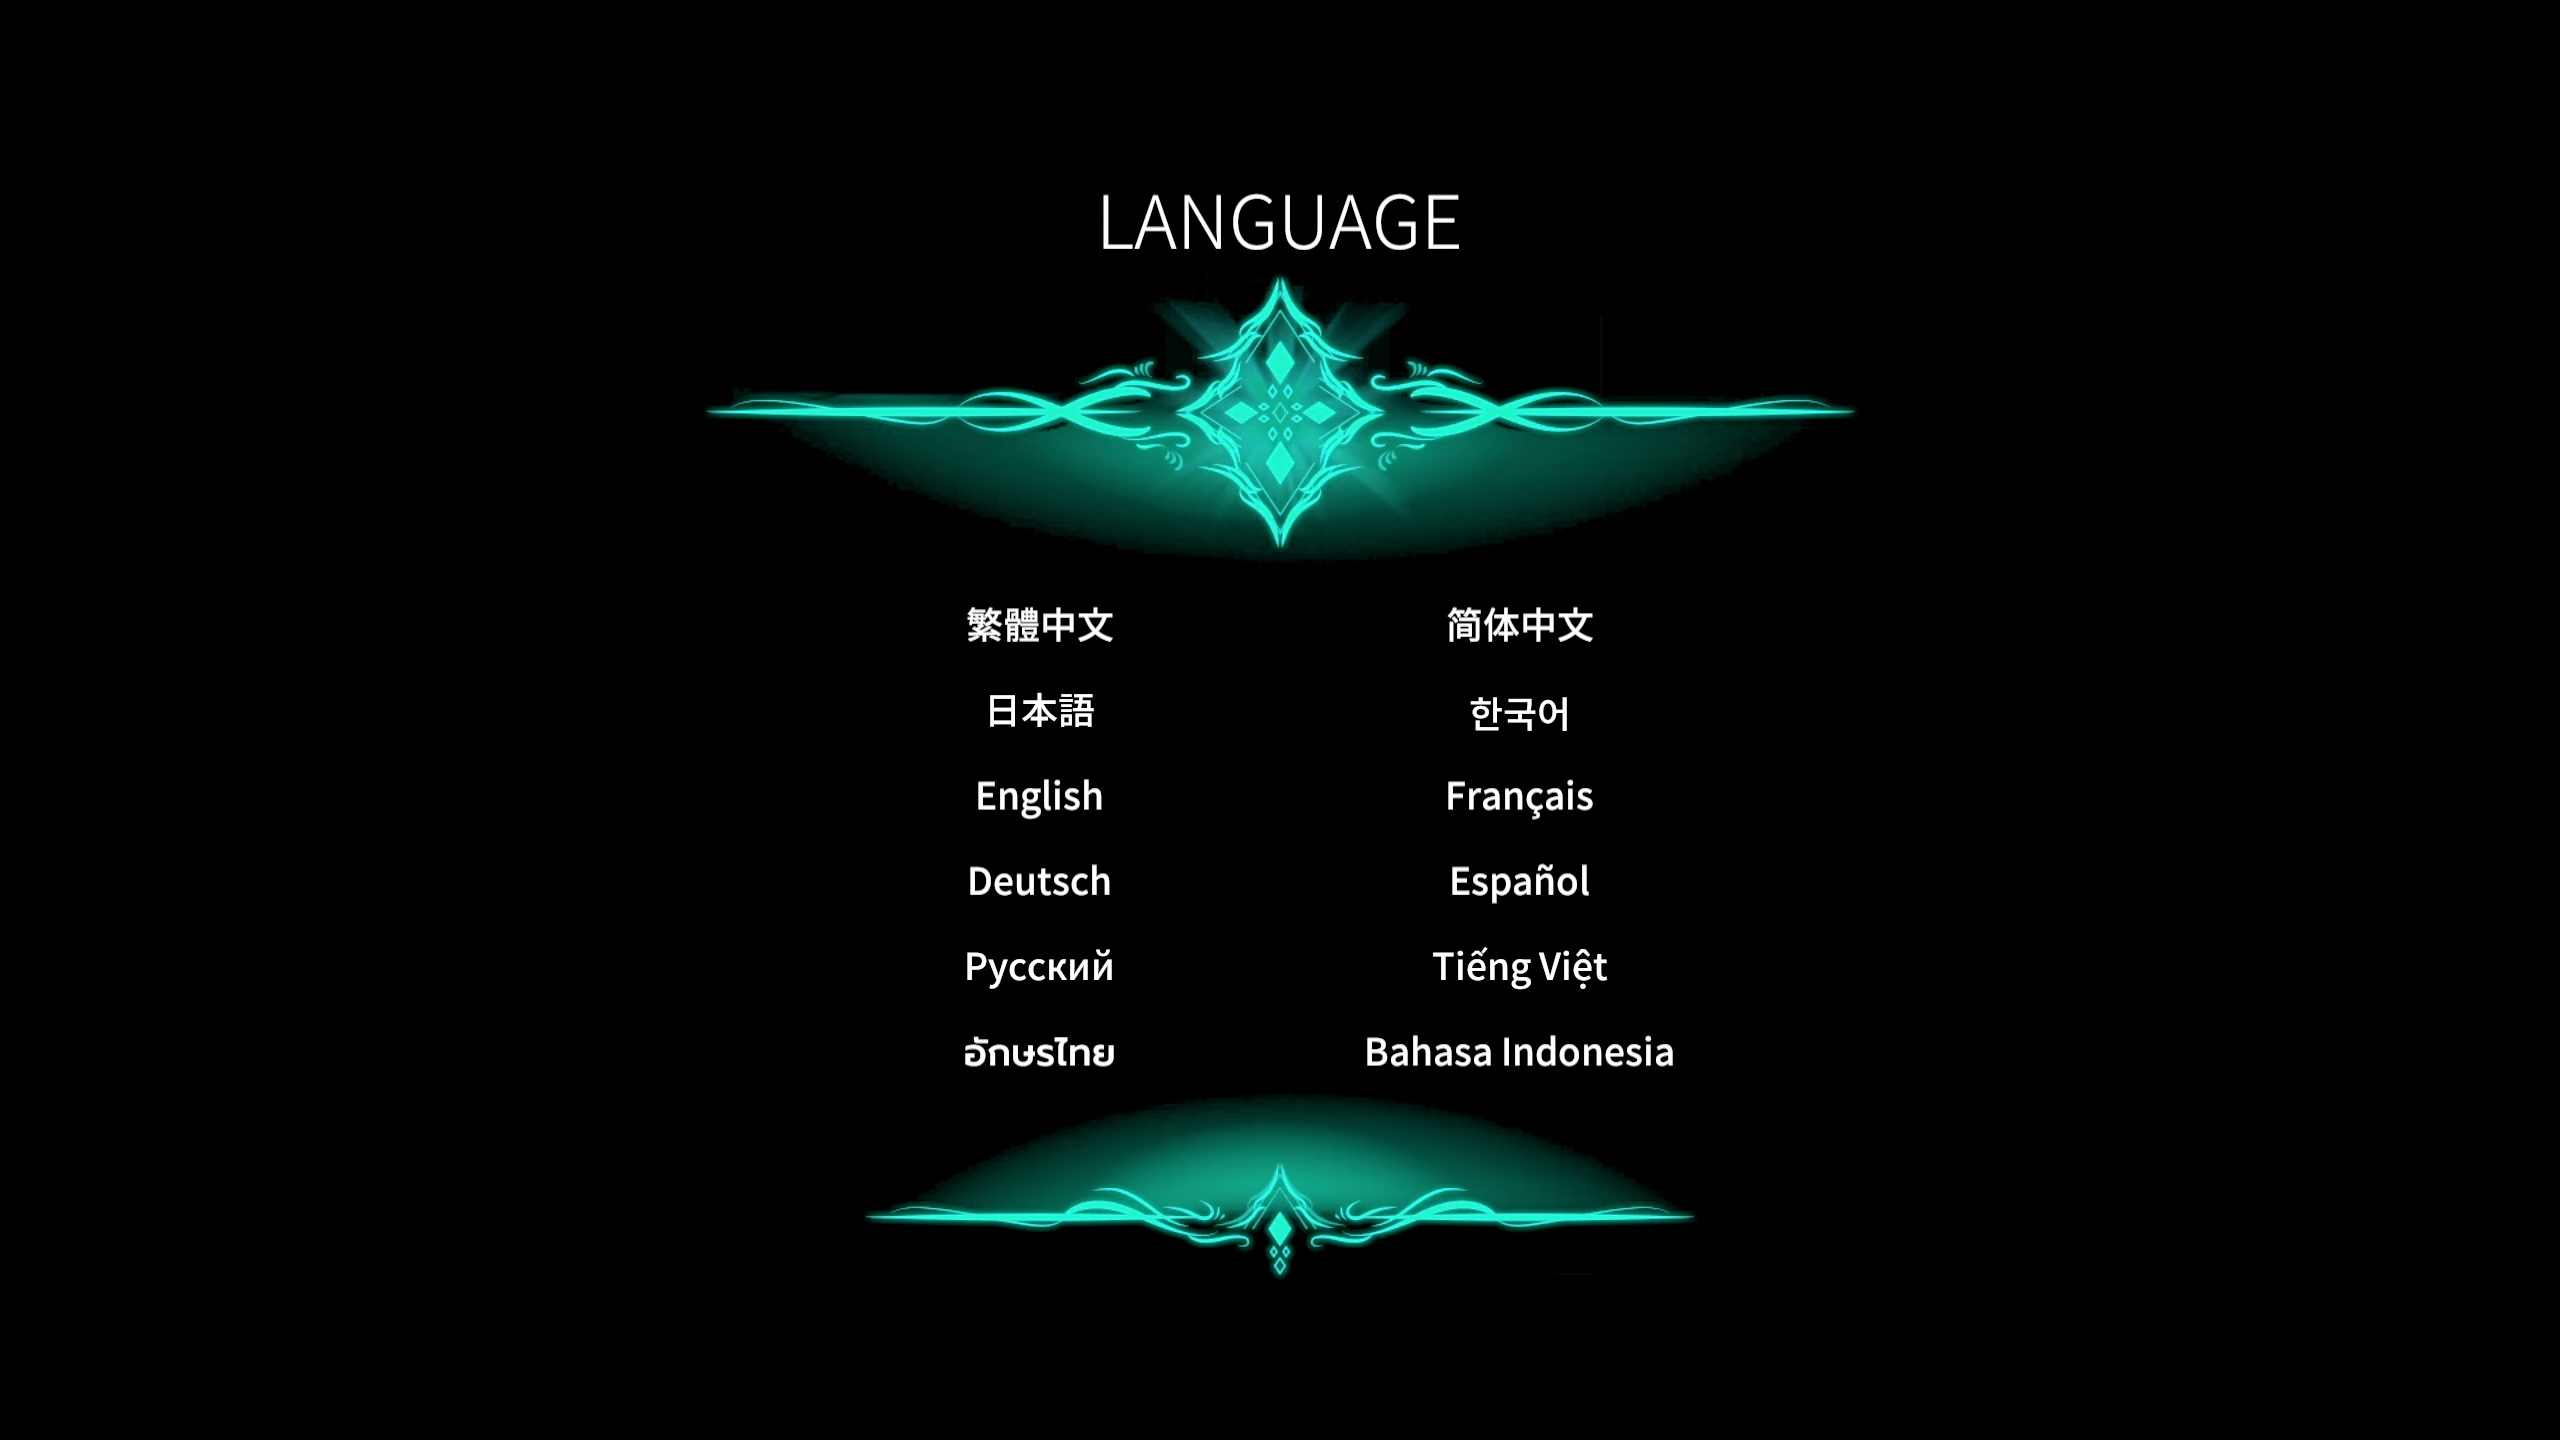 LANGUAGE
繁體中文 简体中文
日本語 한국어
English Français
Deutsch Español
Русский Tiếng Việt
อักษรไทย Bahasa Indonesia